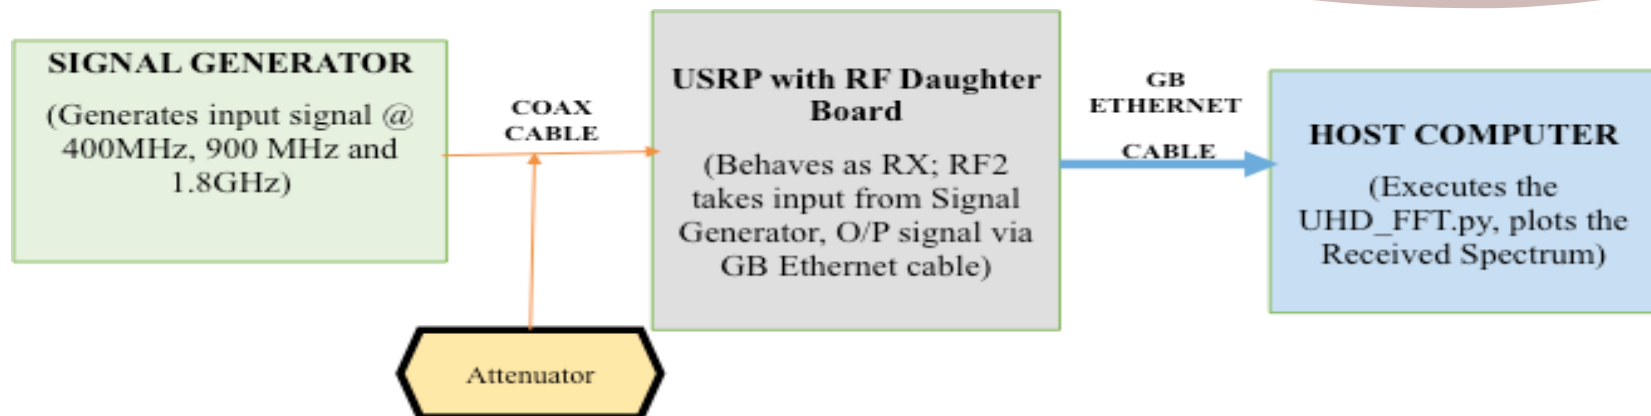 SIGNAL GENERATOR
(Generates input signal @
400MHz, 900 MHz and
1.8GHz)
COAX
CABLE
USRP with RF Daughter
Board
(Behaves as RX; RF2
takes input from Signal
Generator, O/P signal via
GB Ethernet cable)
GB
ETHERNET
CABLE
HOST COMPUTER
(Executes the
UHD_FFT.py, plots the
Received Spectrum)
Attenuator